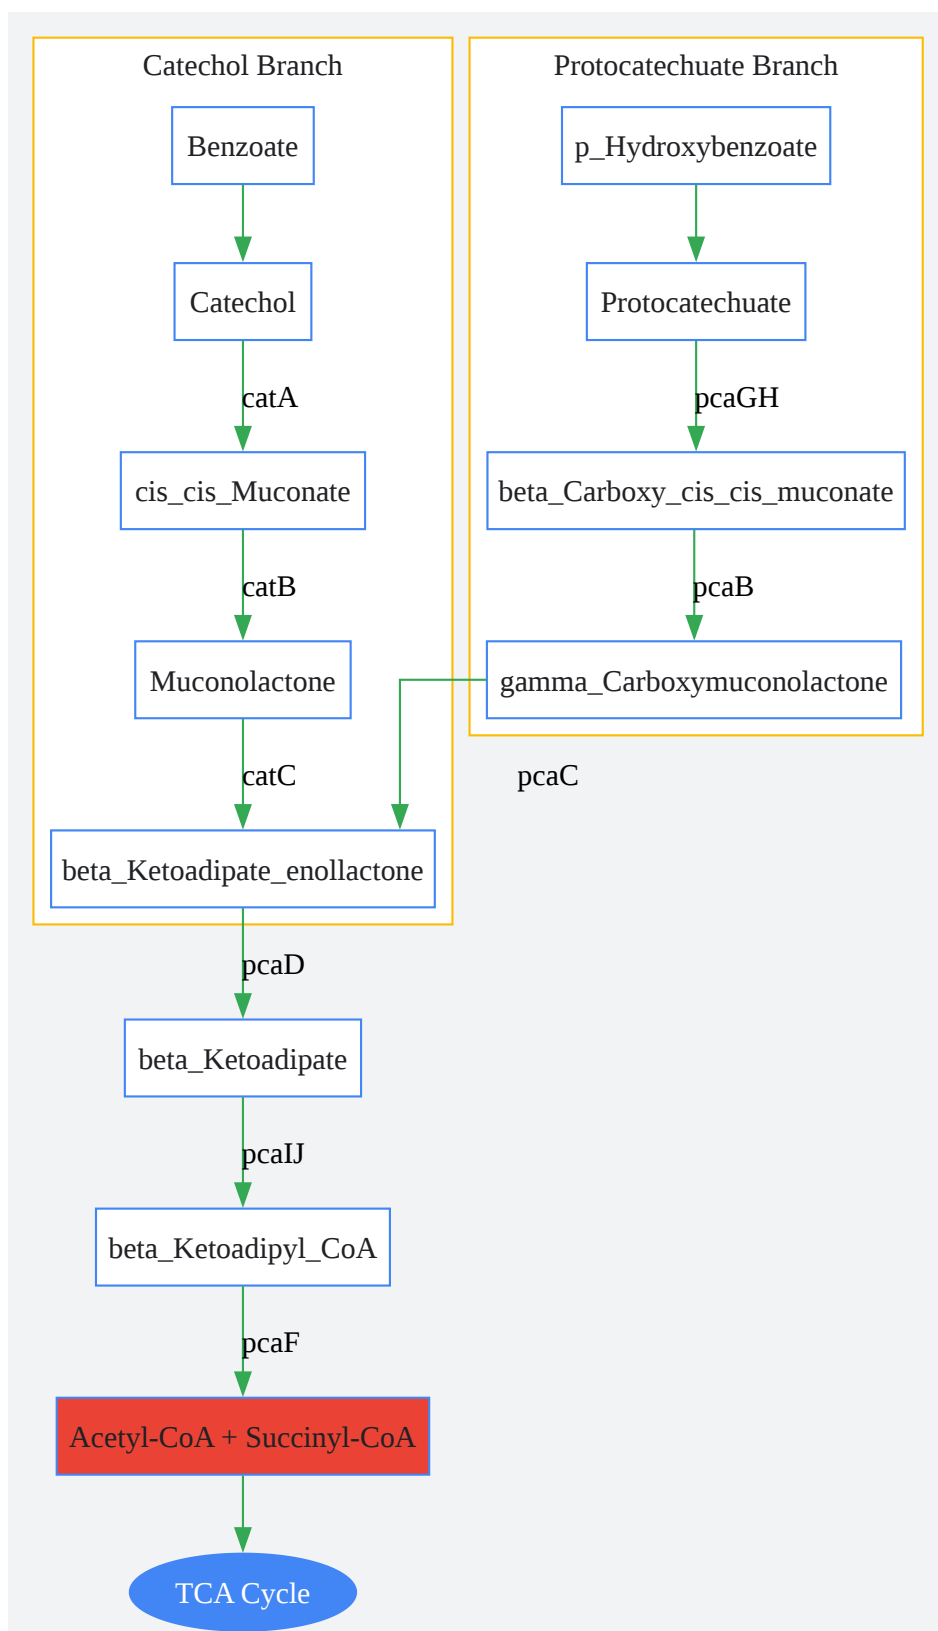 Catechol Branch
Benzoate
Catechol
catA
cis_cis_Muconate
catB
Muconolactone
catC
beta_Ketoadipate_enollactone
Protocatechuate Branch
p_Hydroxybenzoate
Protocatechuate
pcaGH
beta_Carboxy_cis_cis_muconate
pcaB
gamma_Carboxymuconolactone
pcaC
pcaD
beta_Ketoadipate
pcaIJ
beta_Ketoadipyl_CoA
pcaF
Acetyl-CoA + Succinyl-CoA
TCA Cycle